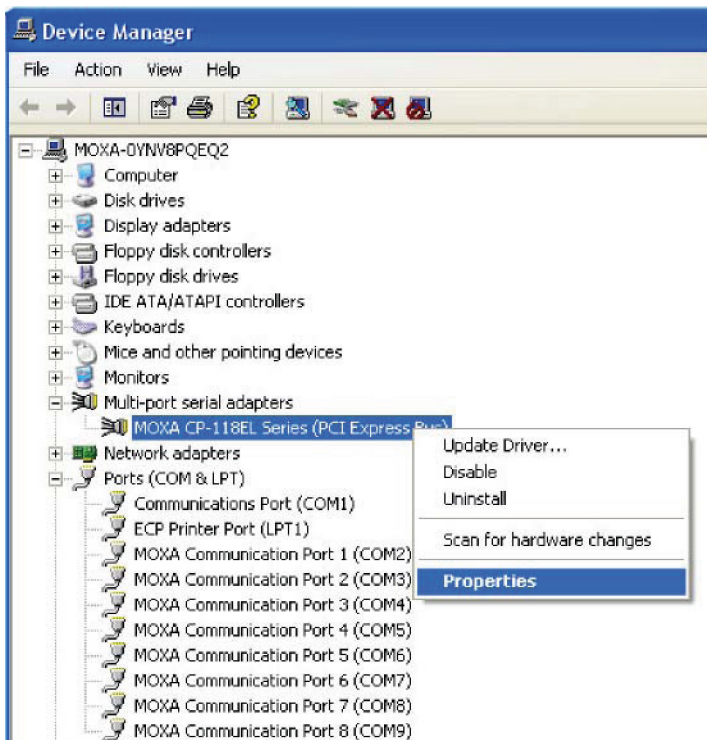 Device Manager
File Action View Help
MOXA-0YNV8PQEQ2
Computer
Disk drives
Display adapters
Floppy disk controllers
Floppy disk drives
IDE ATA/ATAPI controllers
Keyboards
Mice and other pointing devices
Monitors
Multi-port serial adapters
MOXA CP-118EL Series (PCI Express Bus)
Update Driver...
Disable
Uninstall
Scan for hardware changes
Properties
Network adapters
Ports (COM & LPT)
Communications Port (COM1)
ECP Printer Port (LPT1)
MOXA Communication Port 1 (COM2)
MOXA Communication Port 2 (COM3)
MOXA Communication Port 3 (COM4)
MOXA Communication Port 4 (COM5)
MOXA Communication Port 5 (COM6)
MOXA Communication Port 6 (COM7)
MOXA Communication Port 7 (COM8)
MOXA Communication Port 8 (COM9)